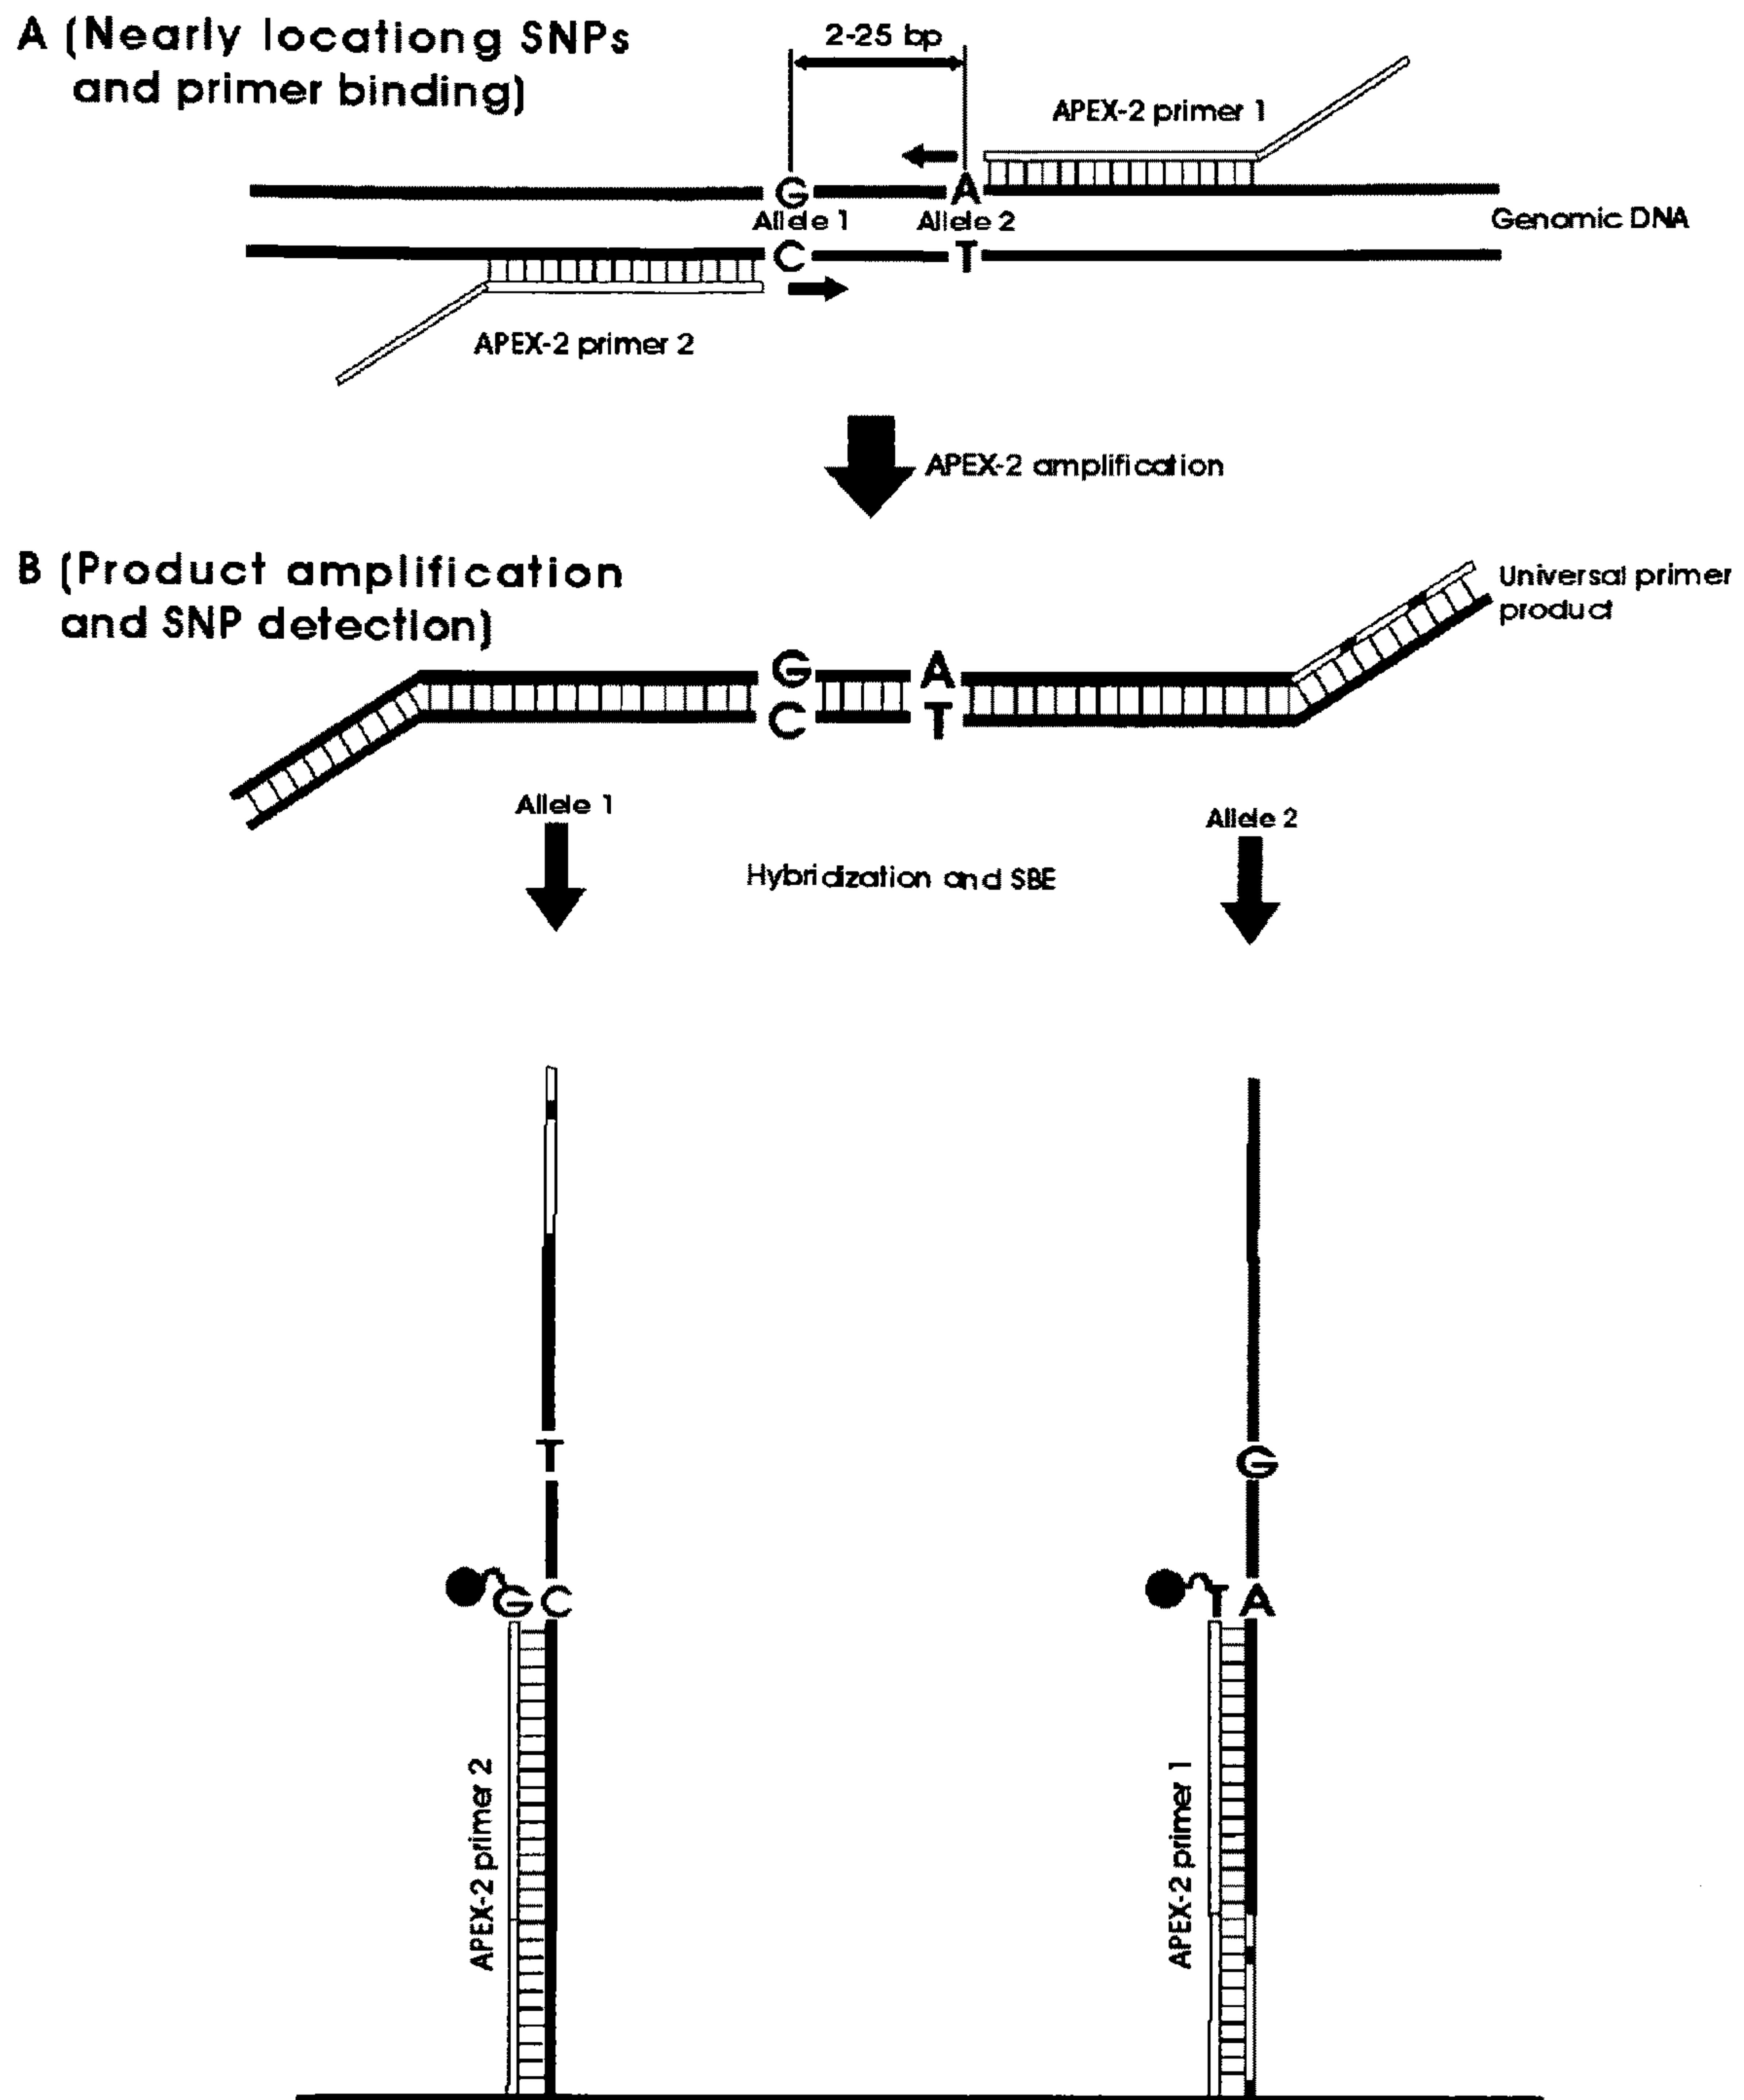 A (Nearly locationg SNPs
and primer binding)
2-25 bp
APEX-2 primer 1
G A
Allele 1 Allele 2
Genomic DNA
C T
APEX-2 primer 2
APEX-2 amplification
B (Product amplification
and SNP detection)
Universal primer
product
G A
C T
Allele 1
Allele 2
Hybridization and SBE
T
G
G C
T A
APEX-2 primer 2
APEX-2 primer 1